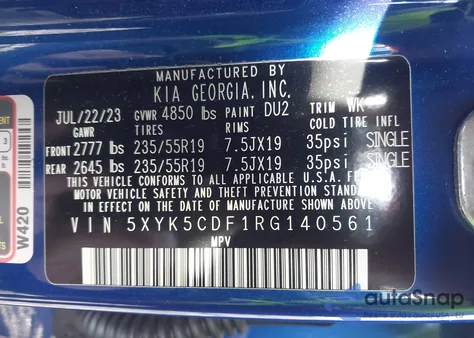 MANUFACTURED BY
KIA GEORGIA, INC.
JUL/22/23 GVWR 4850 lbs PAINT DU2 TRIM WK
GAWR TIRES RIMS COLD TIRE INFL
FRONT 2777 lbs 235/55R19 7.5JX19 35psi SINGLE
REAR 2645 lbs 235/55R19 7.5JX19 35psi SINGLE
THIS VEHICLE CONFORMS TO ALL APPLICABLE U.S.A. FEDERAL
MOTOR VEHICLE SAFETY AND
IN EFFECT ON THE DATE OF MANUFACTURE SHOWN ABOVE.
VIN 5XYK5CDF1RG140561
MPV
W420
3
autoSnap